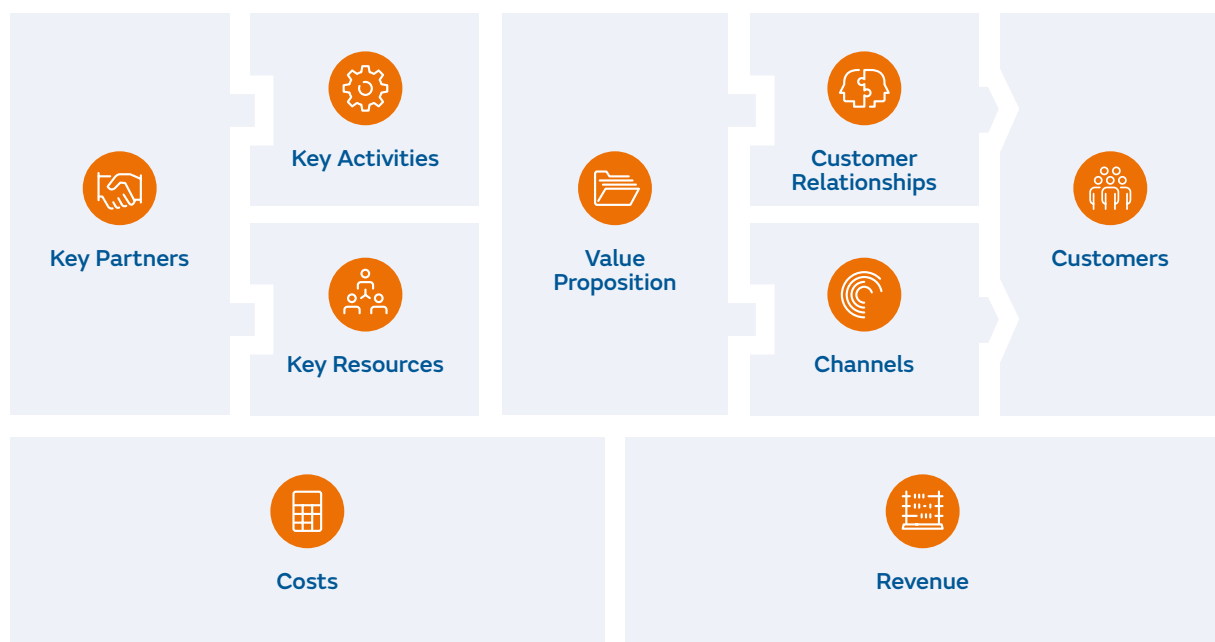 Key Partners
Key Activities
Key Resources
Value
Proposition
Customer
Relationships
Channels
Customers
Costs
Revenue